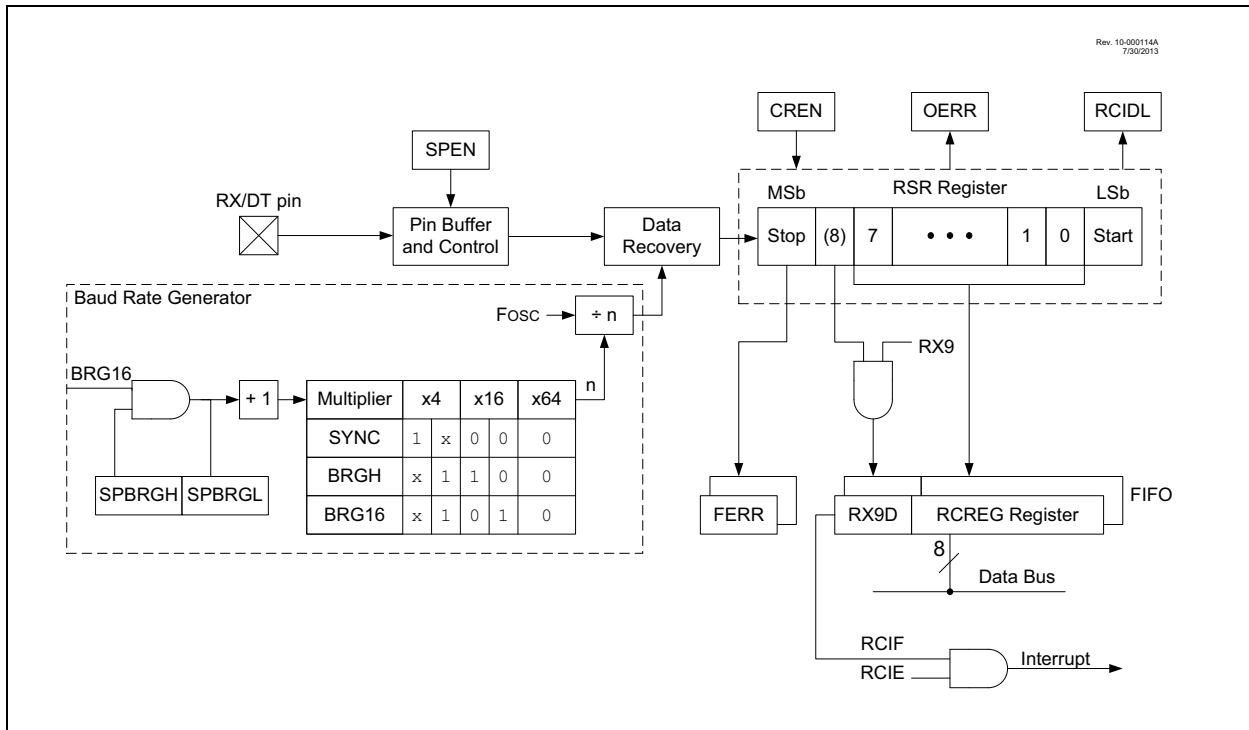 Rev. 10-000114A
7/30/2013
CREN
OERR
RCIDL
SPEN
RX/DT pin
Pin Buffer
and Control
Data
Recovery
MSb
RSR Register
LSb
Stop
(8)
7
• • •
1
0
Start
Baud Rate Generator
FOSC
÷ n
n
BRG16
+ 1
Multiplier x4 x16 x64
SYNC 1 x 0 0 0
BRGH x 1 1 0 0
BRG16 x 1 0 1 0
SPBRGH
SPBRGL
RX9
FERR
RX9D
RCREG Register
FIFO
8
Data Bus
RCIF
RCIE
Interrupt